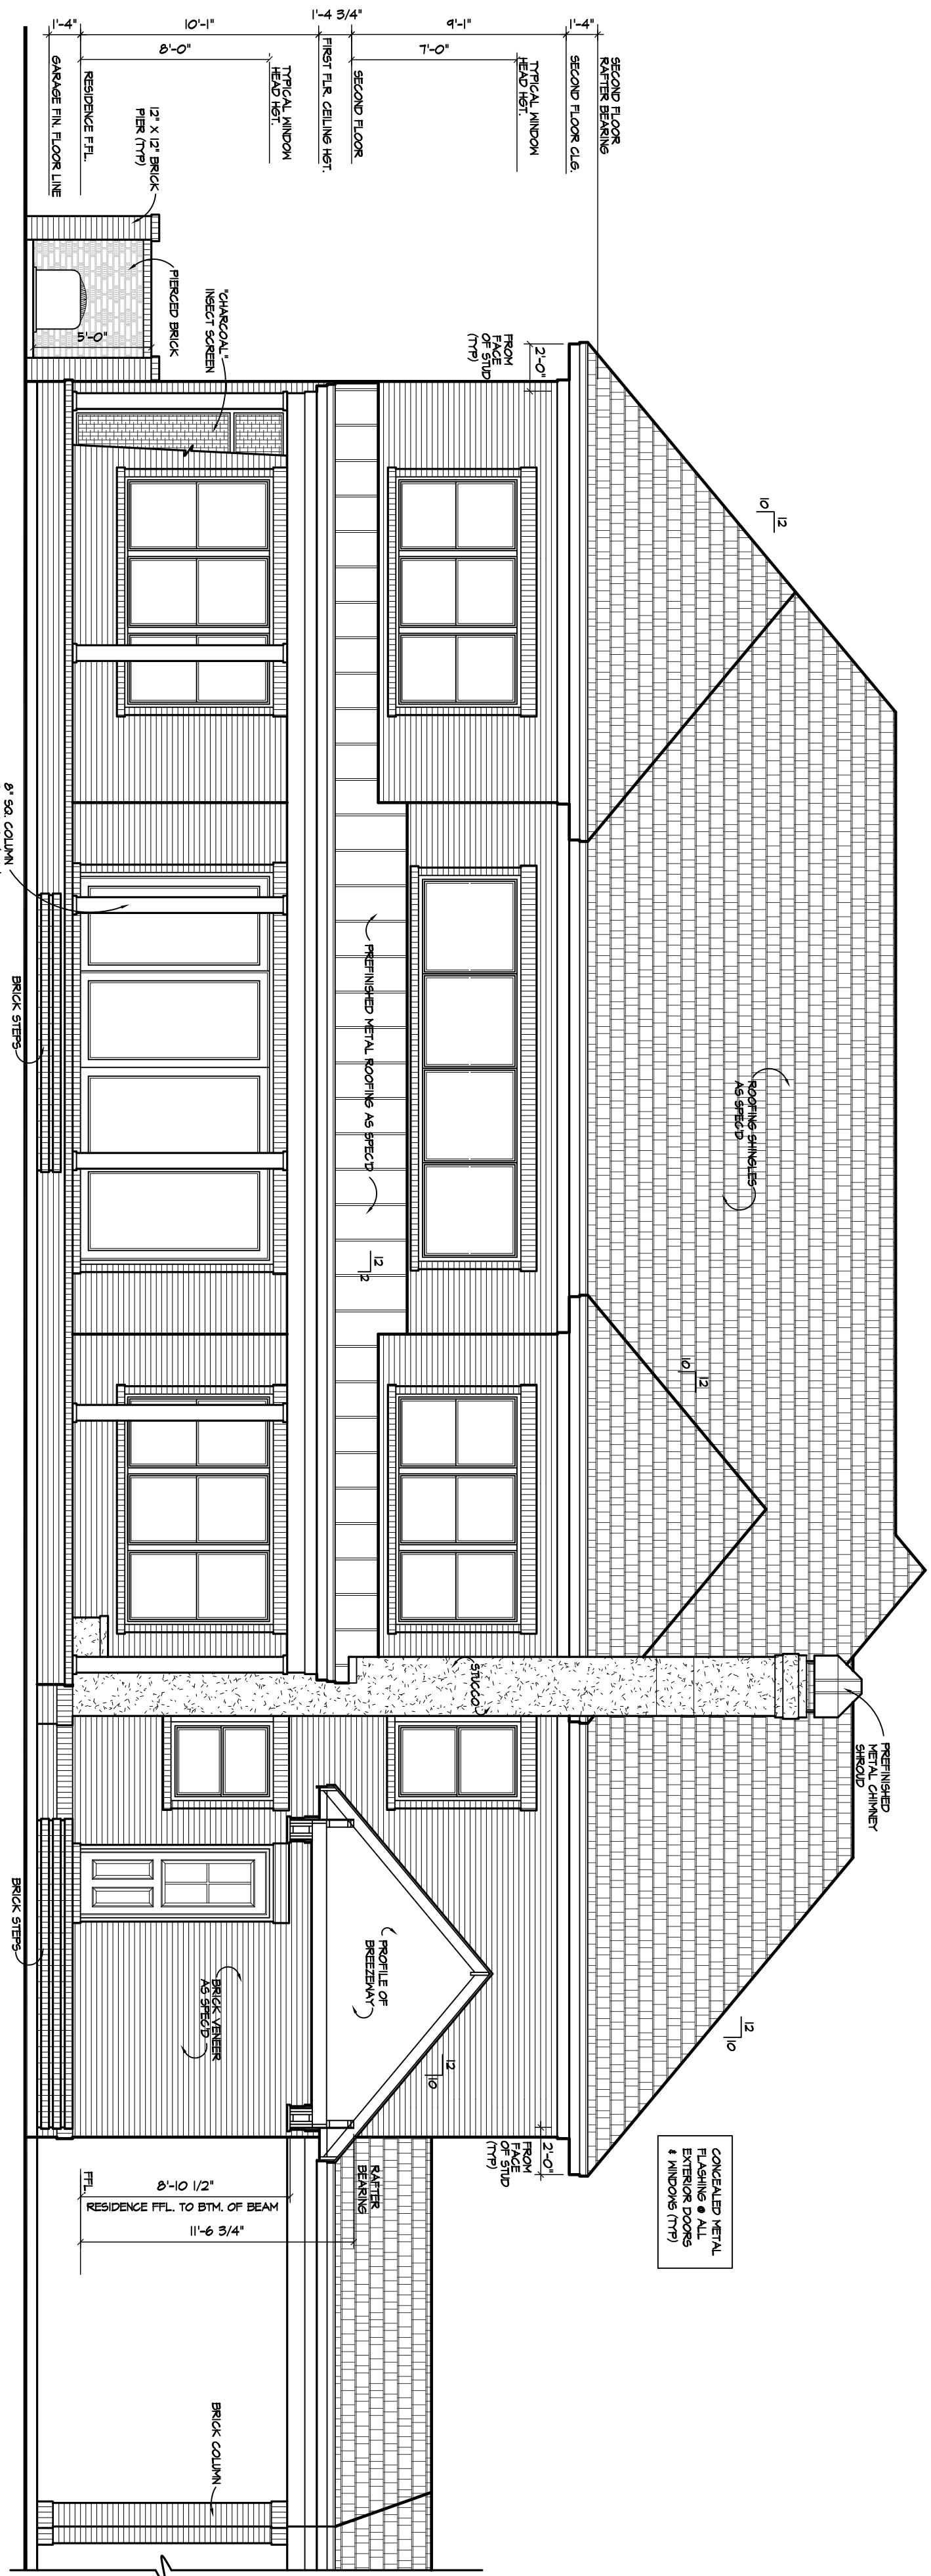 SECOND FLOOR
RAFTER BEARING
1'-4"
SECOND FLOOR CLG.
9'-1"
7'-0"
TYPICAL WINDOW
HEAD HGT.
SECOND FLOOR
1'-4 3/4"
FIRST FLR. CEILING HGT.
10'-1"
8'-0"
TYPICAL WINDOW
HEAD HGT.
RESIDENCE F.FL.
1'-4"
GARAGE FIN. FLOOR LINE
12" X 12" BRICK
PIER (TYP)
PIERCED BRICK
5'-0"
"CHARCOAL"
INSECT SCREEN
2'-0"
FROM
FACE
OF STUD
(TYP)
12
10
8" SQ. COLUMN
BRICK STEPS
PREFINISHED METAL ROOFING AS SPEC'D
12
2
ROOFING SHINGLES
AS SPEC'D
12
10
STUCCO
PREFINISHED
METAL CHIMNEY
SHROUD
BRICK STEPS
BRICK VENEER
AS SPEC'D
PROFILE OF
BREEZEWAY
12
10
12
10
2'-0"
FROM
FACE
OF STUD
(TYP)
CONCEALED METAL
FLASHING @ ALL
EXTERIOR DOORS
& WINDOWS (TYP)
RAFTER
BEARING
F.FL.
8'-10 1/2"
RESIDENCE FFL. TO BTM. OF BEAM
11'-6 3/4"
BRICK COLUMN